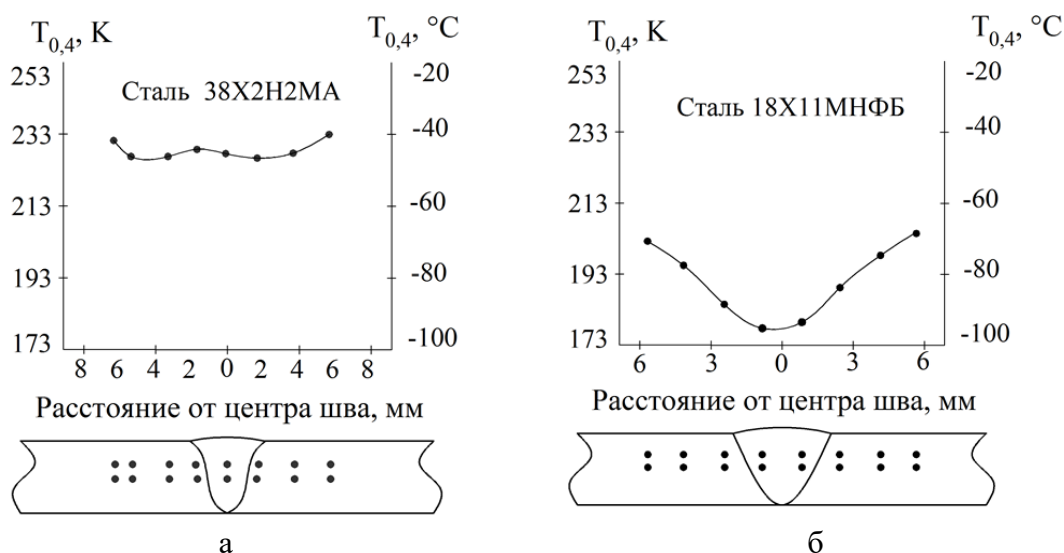 T0,4, K
T0,4, °C
253
233
213
193
173
-20
-40
-60
-80
-100
Сталь 38Х2Н2МА
8 6 4 2 0 2 4 6 8
Расстояние от центра шва, мм
а
T0,4, K
T0,4, °C
253
233
213
193
173
-20
-40
-60
-80
-100
Сталь 18Х11МНФБ
6 3 0 3 6
Расстояние от центра шва, мм
б